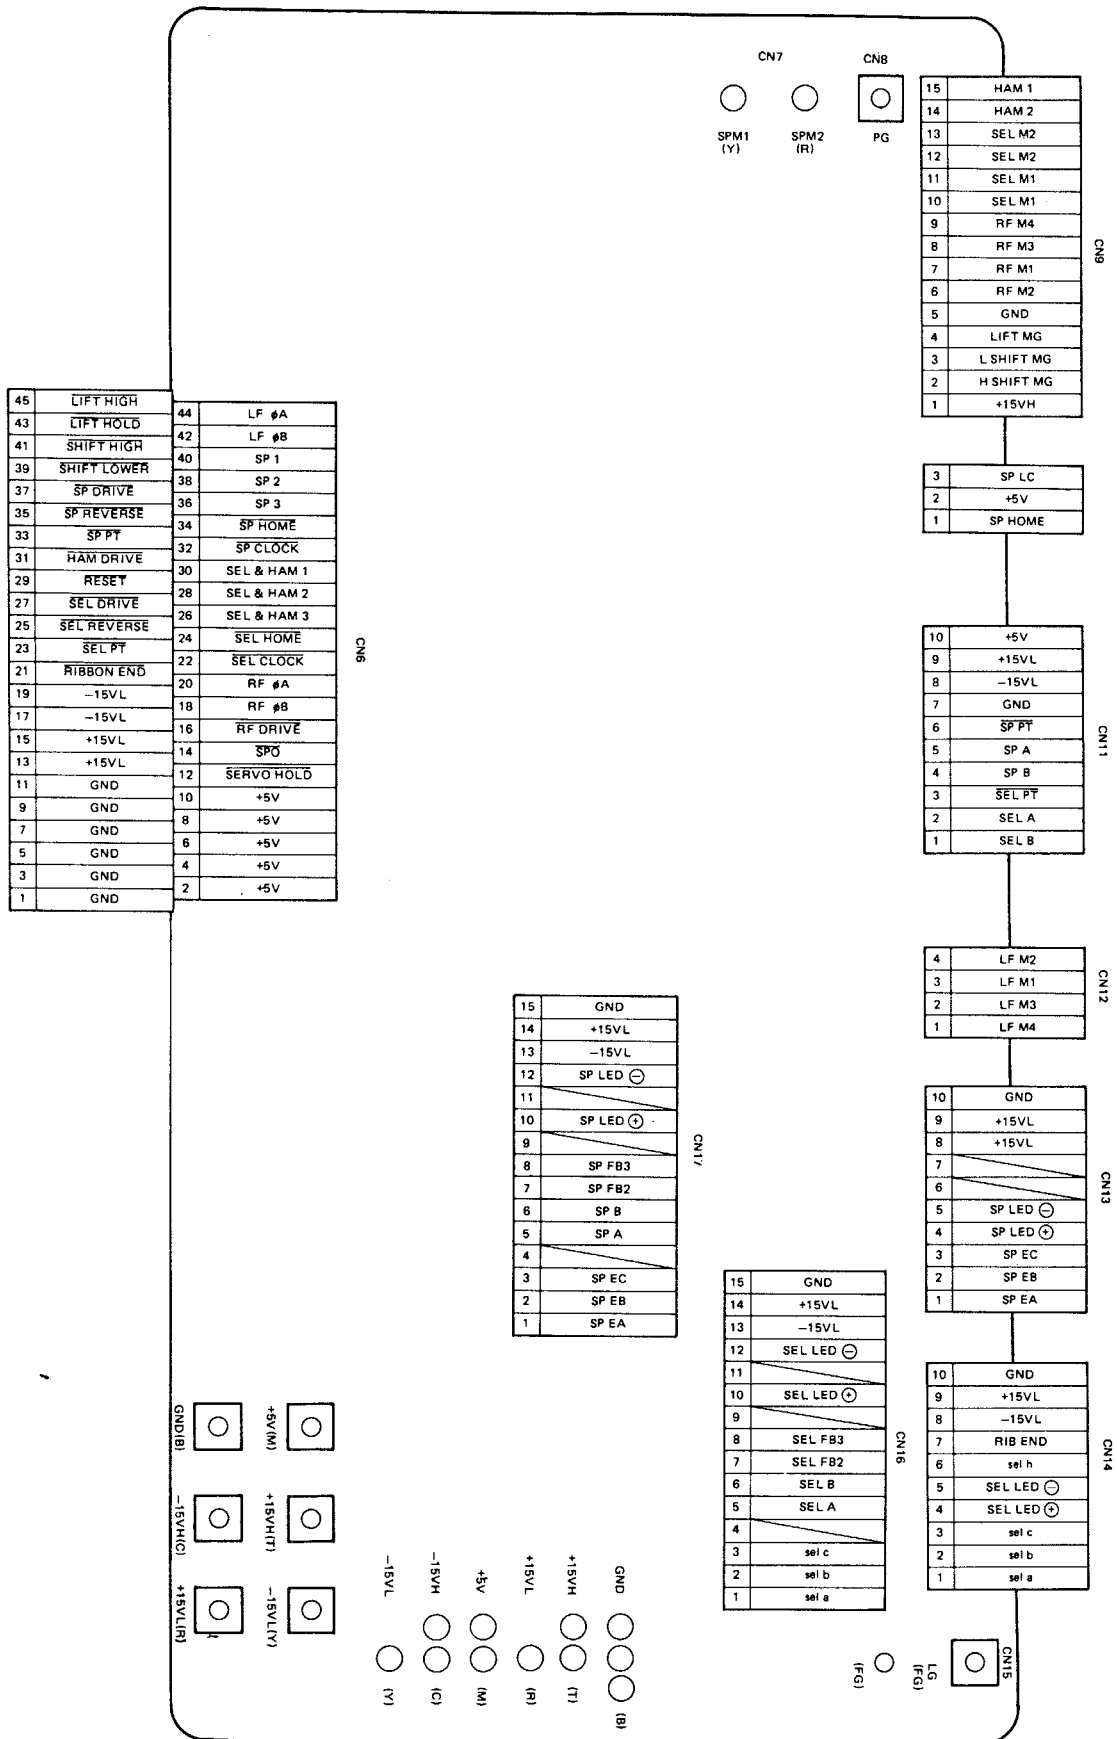 CN7
CN8
SPM1
(Y)
SPM2
(R)
PG
CN9
15 HAM 1
14 HAM 2
13 SEL M2
12 SEL M2
11 SEL M1
10 SEL M1
9 RF M4
8 RF M3
7 RF M1
6 RF M2
5 GND
4 LIFT MG
3 L SHIFT MG
2 H SHIFT MG
1 +15VH
3 SP LC
2 +5V
1 SP HOME
45 LIFT HIGH
43 LIFT HOLD
41 SHIFT HIGH
39 SHIFT LOWER
37 SP DRIVE
35 SP REVERSE
33 SP PT
31 HAM DRIVE
29 RESET
27 SEL DRIVE
25 SEL REVERSE
23 SEL PT
21 RIBBON END
19 −15VL
17 −15VL
15 +15VL
13 +15VL
11 GND
9 GND
7 GND
5 GND
3 GND
1 GND
44 LF øA
42 LF øB
40 SP 1
38 SP 2
36 SP 3
34 SP HOME
32 SP CLOCK
30 SEL & HAM 1
28 SEL & HAM 2
26 SEL & HAM 3
24 SEL HOME
22 SEL CLOCK
20 RF øA
18 RF øB
16 RF DRIVE
14 SPO
12 SERVO HOLD
10 +5V
8 +5V
6 +5V
4 +5V
2 +5V
CN6
10 +5V
9 +15VL
8 −15VL
7 GND
6 SP PT
5 SP A
4 SP B
3 SEL PT
2 SEL A
1 SEL B
CN11
4 LF M2
3 LF M1
2 LF M3
1 LF M4
CN12
15 GND
14 +15VL
13 −15VL
12 SP LED ⊖
11
10 SP LED ⊕
9
8 SP FB3
7 SP FB2
6 SP B
5 SP A
4
3 SP EC
2 SP EB
1 SP EA
CN17
10 GND
9 +15VL
8 +15VL
7
6
5 SP LED ⊖
4 SP LED ⊕
3 SP EC
2 SP EB
1 SP EA
CN13
15 GND
14 +15VL
13 −15VL
12 SEL LED ⊖
11
10 SEL LED ⊕
9
8 SEL FB3
7 SEL FB2
6 SEL B
5 SEL A
4
3 sel c
2 sel b
1 sel a
CN16
10 GND
9 +15VL
8 −15VL
7 RIB END
6 sel h
5 SEL LED ⊖
4 SEL LED ⊕
3 sel c
2 sel b
1 sel a
CN14
GND(B)
+5V(M)
−15VH(C)
+15VH(T)
+15VL(R)
−15VL(Y)
−15VL
−15VH
+5V
+15VL
+15VH
GND
(Y)
(C)
(M)
(R)
(T)
(B)
(FG)
LG
(FG)
CN15